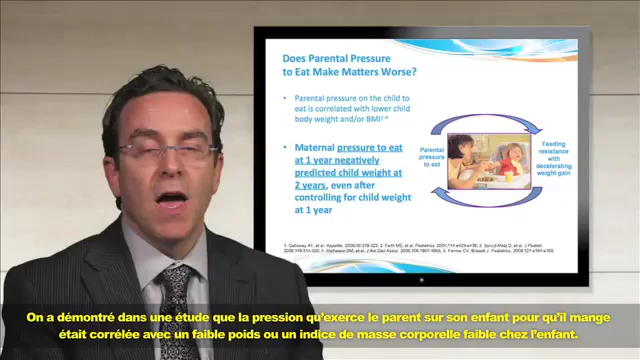 Does Parental Pressure
to Eat Make Matters Worse?
Parental pressure on the child to
eat is correlated with lower child
body weight and/or BMI
Maternal pressure to eat
at 1 year negatively
predicted child weight at
2 years, even after
controlling for child weight
at 1 year
Parental
pressure
to eat
Feeding
resistance
with
decelerating
weight gain
On a démontré dans une étude que la pression qu'exerce le parent sur son enfant pour qu'il mange
était corrélée avec un faible poids ou un indice de masse corporelle faible chez l'enfant.